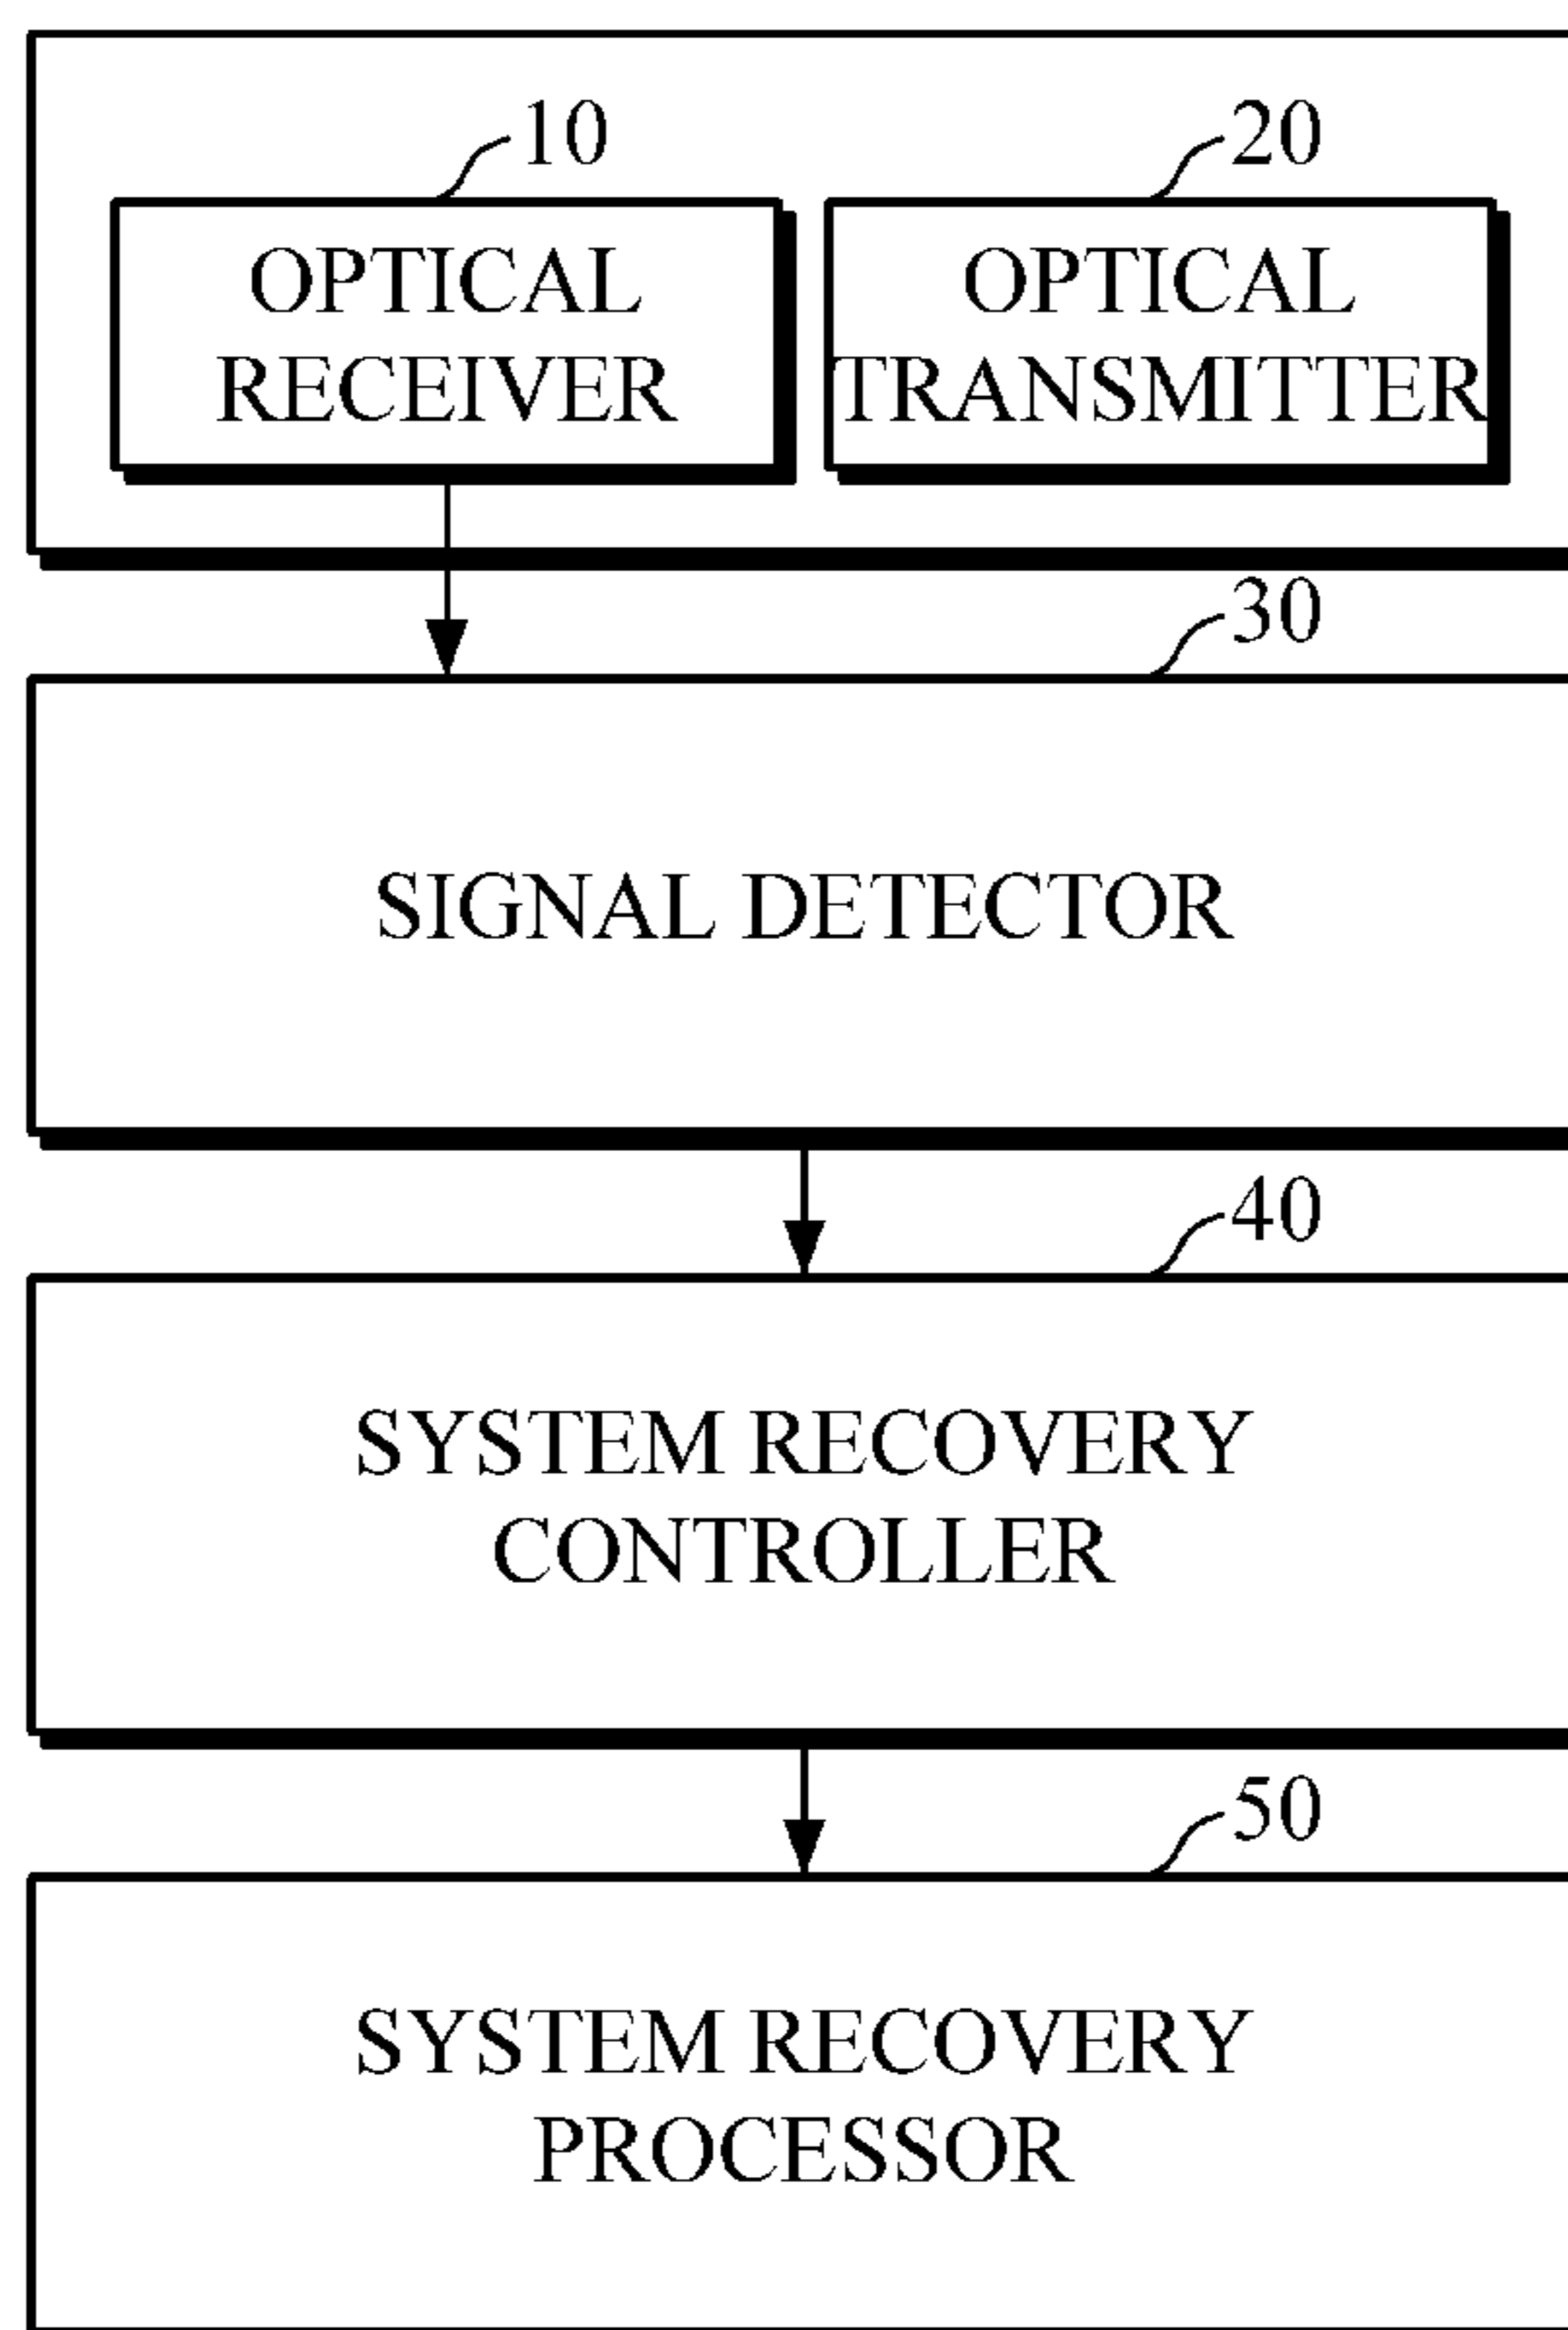 10
20
OPTICAL
RECEIVER
OPTICAL
TRANSMITTER
30
SIGNAL DETECTOR
40
SYSTEM RECOVERY
CONTROLLER
50
SYSTEM RECOVERY
PROCESSOR